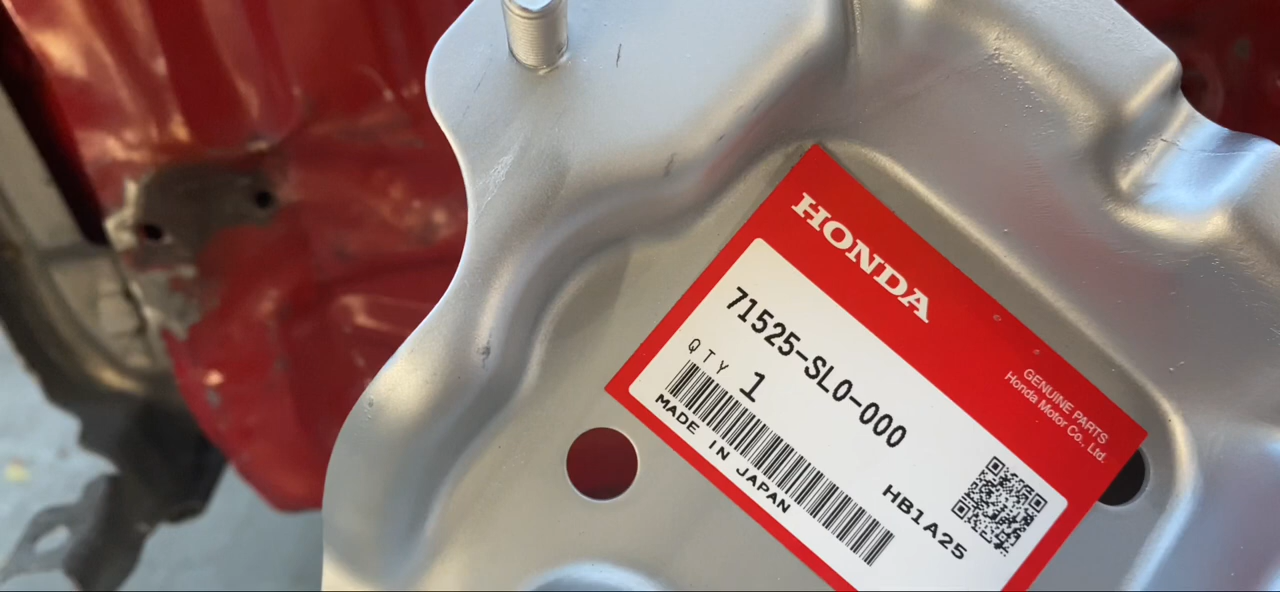 HONDA
71525-SL0-000
QTY 1
MADE IN JAPAN
HB1A25
GENUINE PARTS
Honda Motor Co., Ltd.